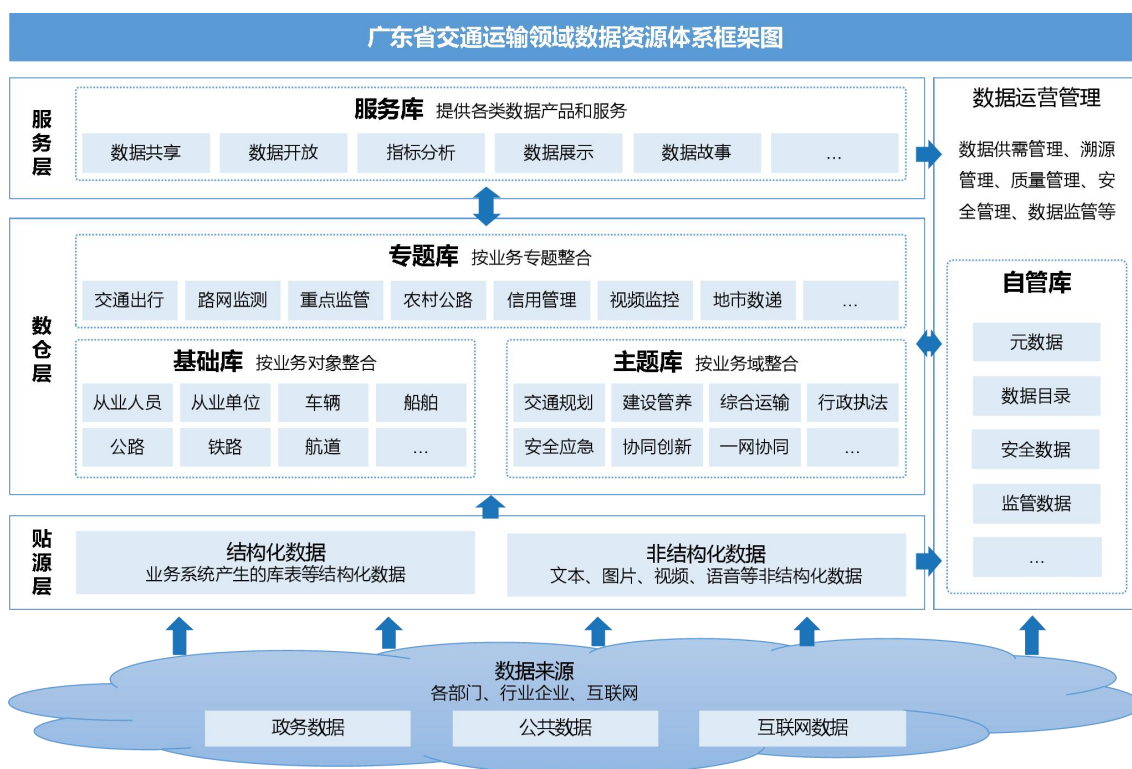 广东省交通运输领域数据资源体系框架图
服务层
服务库 提供各类数据产品和服务
数据共享 数据开放 指标分析 数据展示 数据故事 …
数仓层
专题库 按业务专题整合
交通出行 路网监测 重点监管 农村公路 信用管理 视频监控 地市数递 …
基础库 按业务对象整合
从业人员 从业单位 车辆 船舶
公路 铁路 航道 …
主题库 按业务域整合
交通规划 建设管养 综合运输 行政执法
安全应急 协同创新 一网协同 …
贴源层
结构化数据
业务系统产生的库表等结构化数据
非结构化数据
文本、图片、视频、语音等非结构化数据
数据运营管理
数据供需管理、溯源
管理、质量管理、安
全管理、数据监管等
自管库
元数据
数据目录
安全数据
监管数据
…
数据来源
各部门、行业企业、互联网
政务数据 公共数据 互联网数据